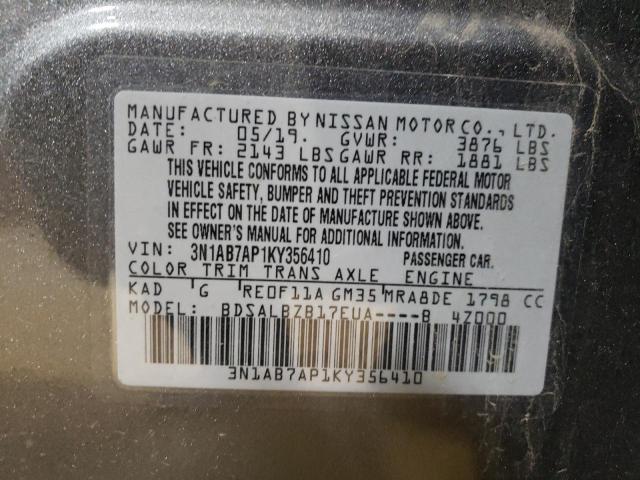 MANUFACTURED BY NISSAN MOTOR CO., LTD.
DATE: 05/19. GVWR: 3876 LBS
GAWR FR: 2143 LBS GAWR RR: 1881 LBS
THIS VEHICLE CONFORMS TO ALL APPLICABLE FEDERAL MOTOR
VEHICLE SAFETY, BUMPER AND THEFT PREVENTION STANDARDS
IN EFFECT ON THE DATE OF MANUFACTURE SHOWN ABOVE.
SEE OWNER'S MANUAL FOR ADDITIONAL INFORMATION.
VIN: 3N1AB7AP1KY356410 PASSENGER CAR.
COLOR TRIM TRANS AXLE ENGINE
KAD G RE0F11A GM35 MRA8DE 1798 CC
MODEL: BDSALBZB17EUA----B 4Z000
3N1AB7AP1KY356410